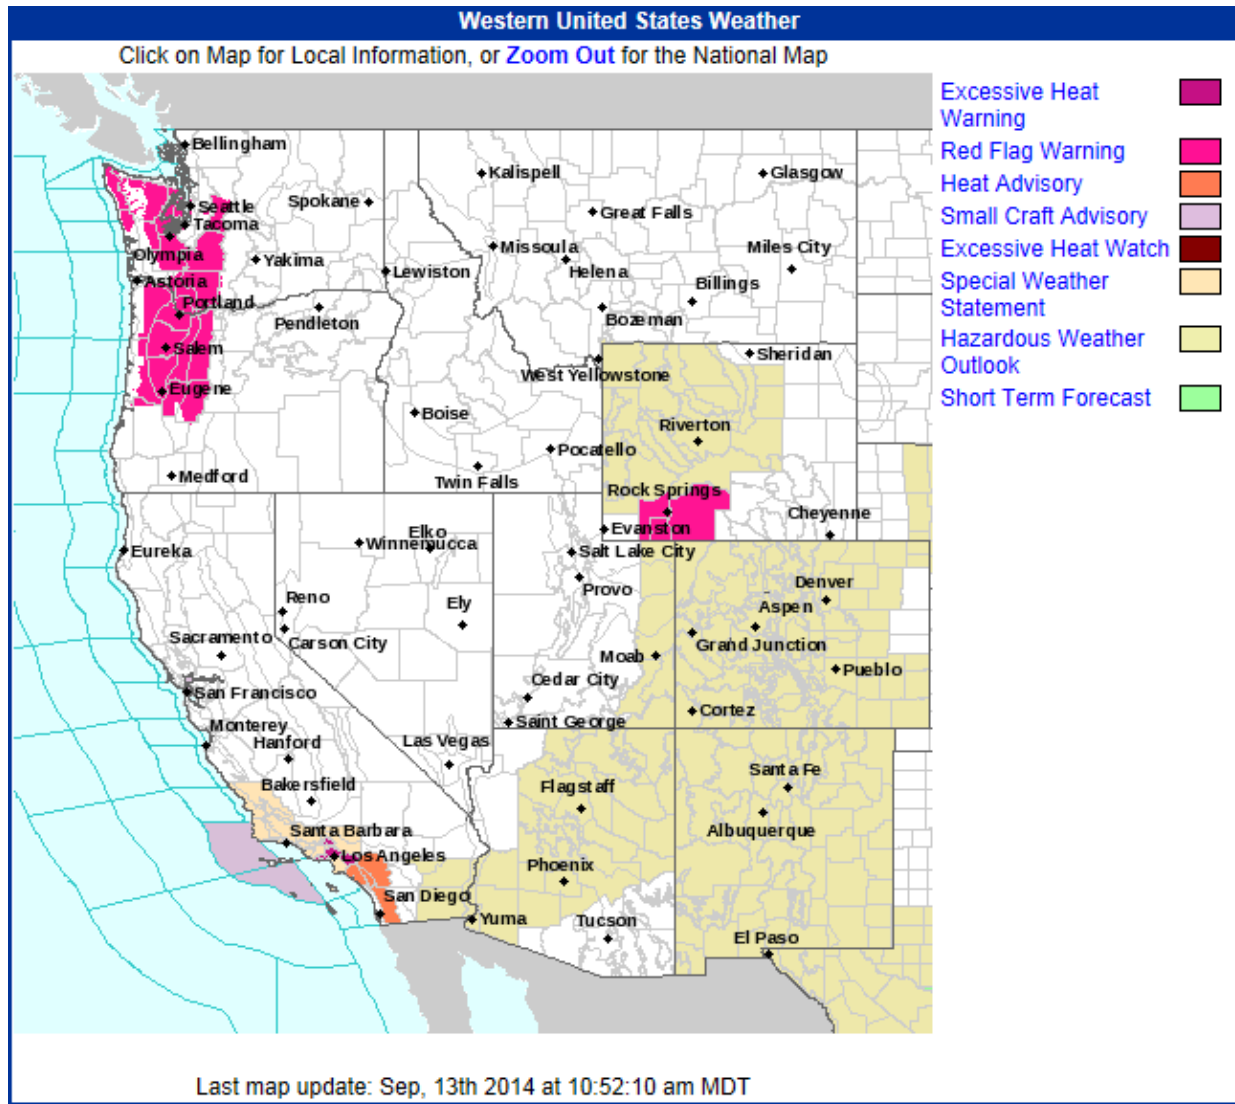 Western United States Weather
Click on Map for Local Information, or Zoom Out for the National Map
Excessive Heat
Warning
Red Flag Warning
Heat Advisory
Small Craft Advisory
Excessive Heat Watch
Special Weather
Statement
Hazardous Weather
Outlook
Short Term Forecast
Bellingham
Kalispell
Glasgow
Seattle
Spokane
Great Falls
Tacoma
Olympia
Yakima
Missoula
Helena
Miles City
Lewiston
Astoria
Billings
Portland
Pendleton
Bozeman
Salem
Sheridan
West Yellowstone
Eugene
Boise
Riverton
Pocatello
Medford
Twin Falls
Rock Springs
Cheyenne
Evanston
Elko
Winnemucca
Eureka
Salt Lake City
Provo
Denver
Reno
Ely
Aspen
Sacramento
Carson City
Grand Junction
Moab
Pueblo
Cedar City
San Francisco
Cortez
Saint George
Monterey
Hanford
Las Vegas
Santa Fe
Bakersfield
Flagstaff
Santa Barbara
Albuquerque
Los Angeles
Phoenix
San Diego
Yuma
Tucson
El Paso
Last map update: Sep, 13th 2014 at 10:52:10 am MDT